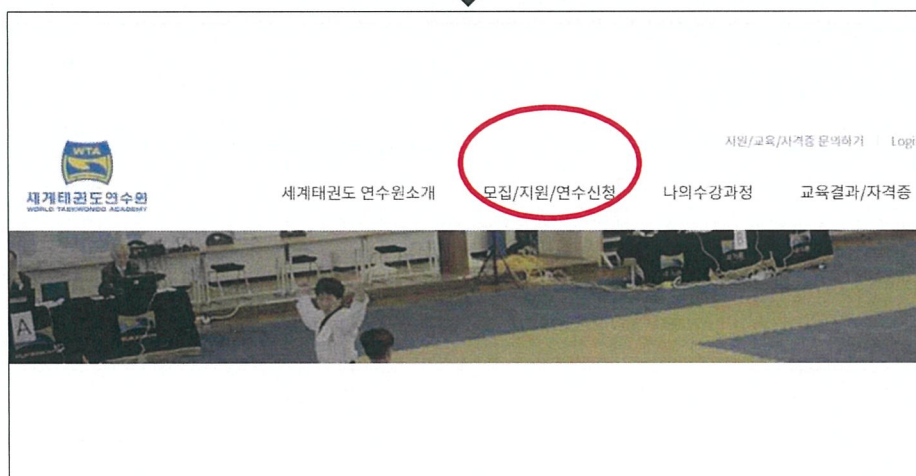 지원/교육/자격증 문의하기 | Logi
WTA
세계태권도연수원
WORLD TAEKWONDO ACADEMY
세계태권도 연수원소개 모집/지원/연수신청 나의수강과정 교육결과/자격증
A
B